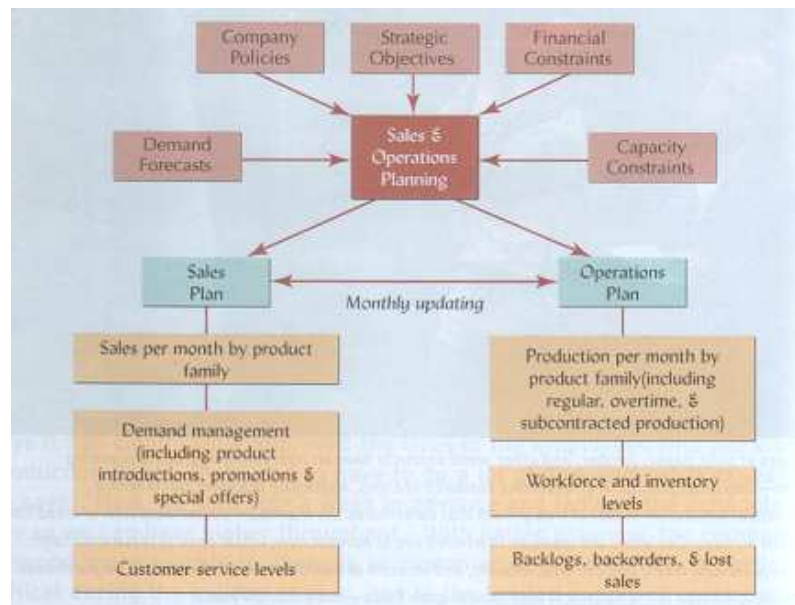 Company
Policies
Strategic
Objectives
Financial
Constraints
Demand
Forecasts
Sales &
Operations
Planning
Capacity
Constraints
Sales
Plan
Monthly updating
Operations
Plan
Sales per month by product
family
Demand management
(including product
introductions, promotions &
special offers)
Customer service levels
Production per month by
product family(including
regular, overtime, &
subcontracted production)
Workforce and inventory
levels
Backlogs, backorders, & lost
sales